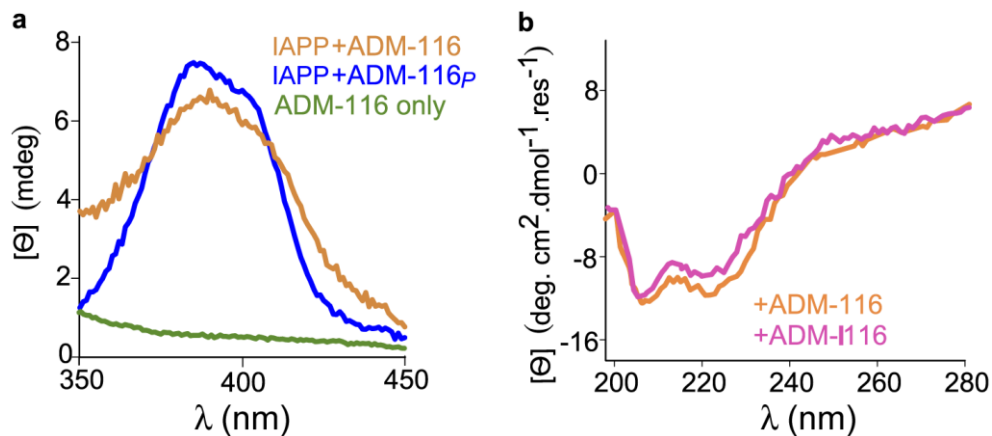 a
8
6
4
2
0
350
400
450
[Θ] (mdeg)
λ (nm)
IAPP+ADM-116
IAPP+ADM-116P
ADM-116 only
b
8
0
-8
-16
200
220
240
260
280
[Θ] (deg. cm².dmol⁻¹.res⁻¹)
λ (nm)
+ADM-116
+ADM-I116